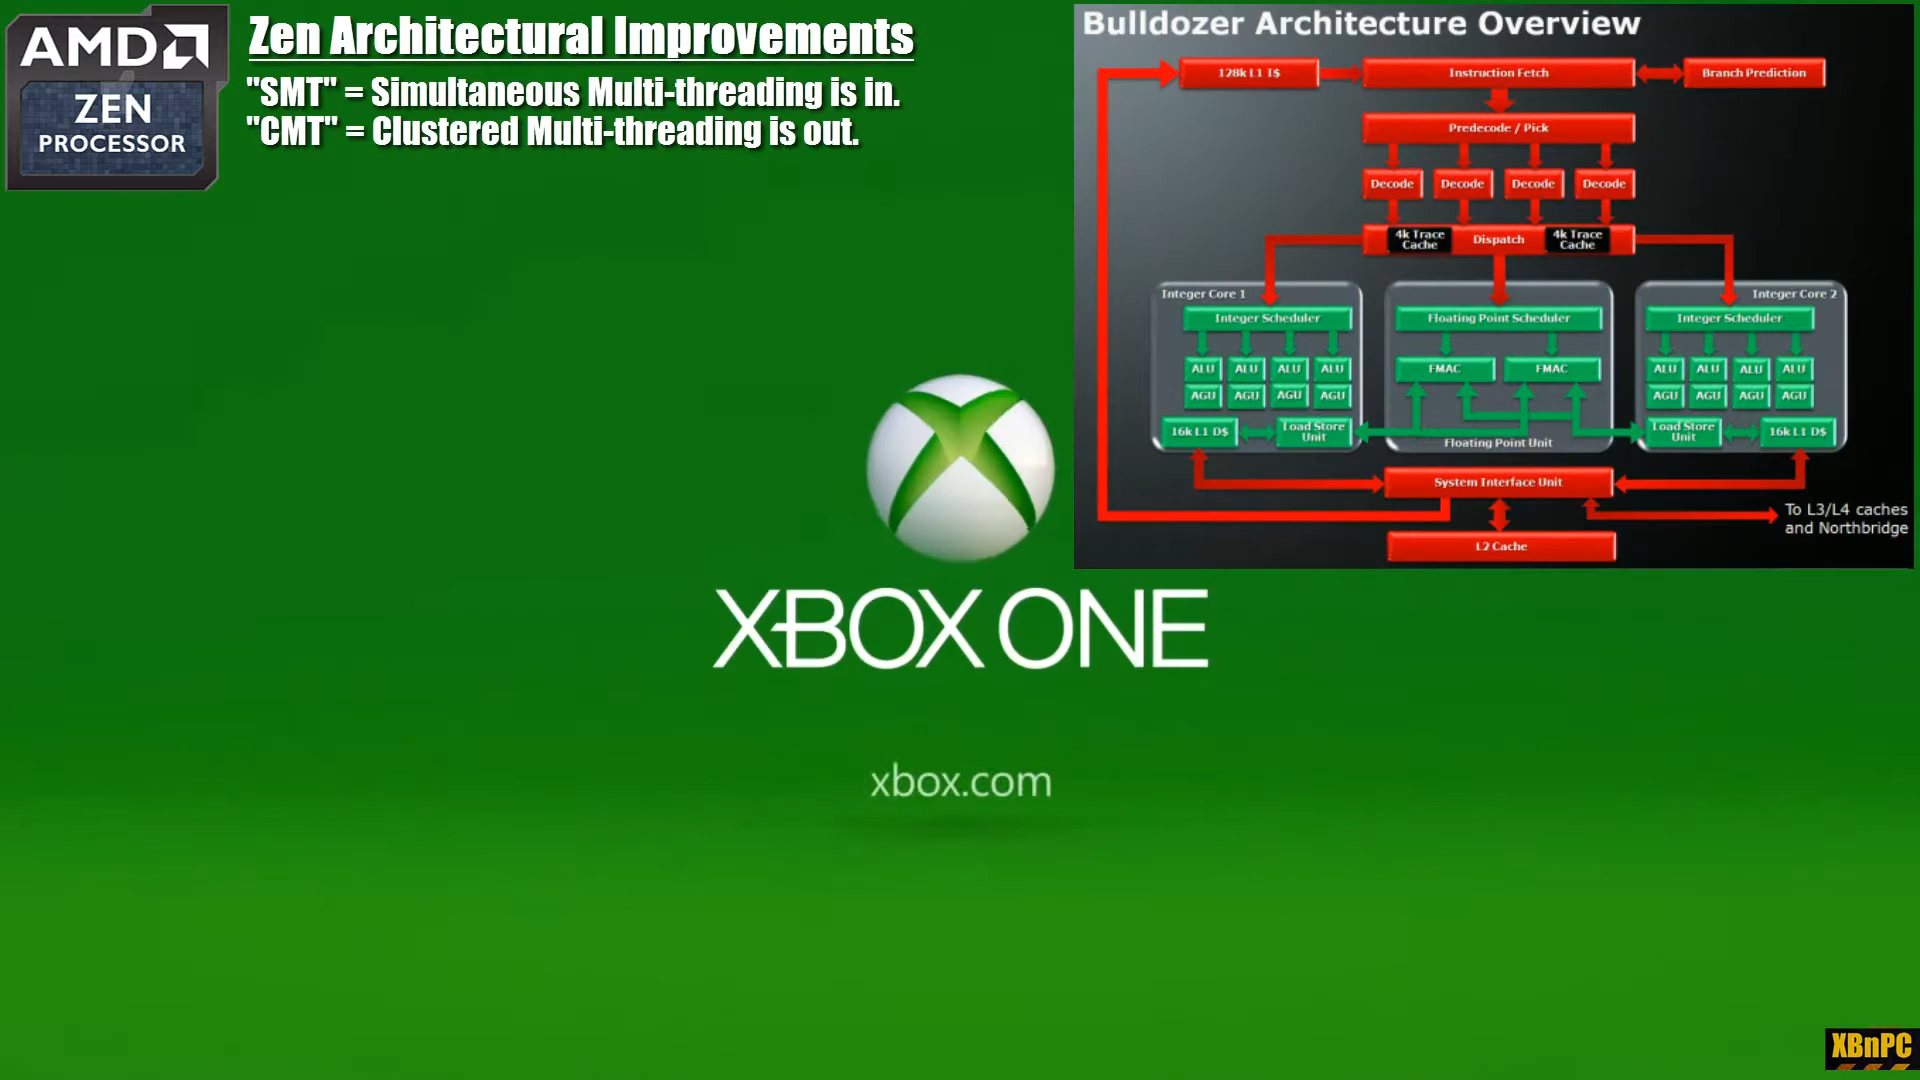 AMD
ZEN
PROCESSOR
Zen Architectural Improvements
"SMT" = Simultaneous Multi-threading is in.
"CMT" = Clustered Multi-threading is out.
Bulldozer Architecture Overview
128k L1 I$
Instruction Fetch
Branch Prediction
Predecode / Pick
Decode
Decode
Decode
Decode
4k Trace
Cache
Dispatch
4k Trace
Cache
Integer Core 1
Integer Scheduler
ALU
ALU
ALU
ALU
AGU
AGU
AGU
AGU
16k L1 D$
Load Store
Unit
Floating Point Scheduler
FMAC
FMAC
Floating Point Unit
Integer Core 2
Integer Scheduler
ALU
ALU
ALU
ALU
AGU
AGU
AGU
AGU
Load Store
Unit
16k L1 D$
System Interface Unit
To L3/L4 caches
and Northbridge
L2 Cache
XBOX ONE
xbox.com
XBnPC